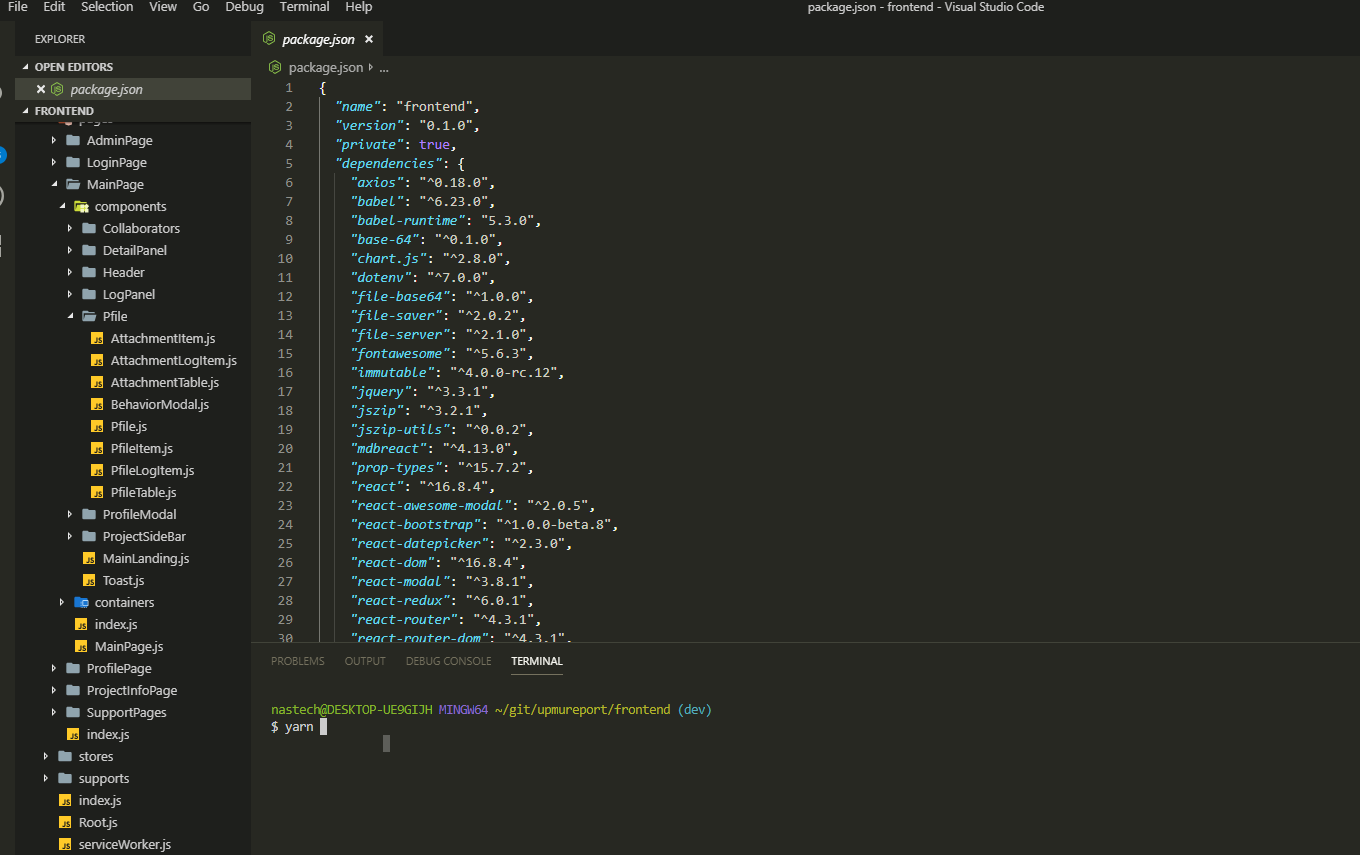 File Edit Selection View Go Debug Terminal Help
package.json - frontend - Visual Studio Code
EXPLORER
OPEN EDITORS
package.json
FRONTEND
pages
AdminPage
LoginPage
MainPage
components
Collaborators
DetailPanel
Header
LogPanel
Pfile
AttachmentItem.js
AttachmentLogItem.js
AttachmentTable.js
BehaviorModal.js
Pfile.js
PfileItem.js
PfileLogItem.js
PfileTable.js
ProfileModal
ProjectSideBar
MainLanding.js
Toast.js
containers
index.js
MainPage.js
ProfilePage
ProjectInfoPage
SupportPages
index.js
stores
supports
index.js
Root.js
serviceWorker.js
package.json
package.json ...
1 {
2 "name": "frontend",
3 "version": "0.1.0",
4 "private": true,
5 "dependencies": {
6 "axios": "^0.18.0",
7 "babel": "^6.23.0",
8 "babel-runtime": "5.3.0",
9 "base-64": "^0.1.0",
10 "chart.js": "^2.8.0",
11 "dotenv": "^7.0.0",
12 "file-base64": "^1.0.0",
13 "file-saver": "^2.0.2",
14 "file-server": "^2.1.0",
15 "fontawesome": "^5.6.3",
16 "immutable": "^4.0.0-rc.12",
17 "jquery": "^3.3.1",
18 "jszip": "^3.2.1",
19 "jszip-utils": "^0.0.2",
20 "mdbreact": "^4.13.0",
21 "prop-types": "^15.7.2",
22 "react": "^16.8.4",
23 "react-awesome-modal": "^2.0.5",
24 "react-bootstrap": "^1.0.0-beta.8",
25 "react-datepicker": "^2.3.0",
26 "react-dom": "^16.8.4",
27 "react-modal": "^3.8.1",
28 "react-redux": "^6.0.1",
29 "react-router": "^4.3.1",
30 "react-router-dom": "^4.3.1",
PROBLEMS OUTPUT DEBUG CONSOLE TERMINAL
nastech@DESKTOP-UE9GIJH MINGW64 ~/git/upmureport/frontend (dev)
$ yarn